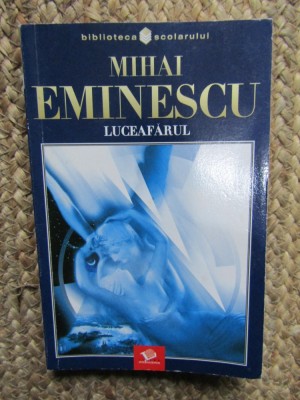 biblioteca școlarului
MIHAI
EMINESCU
LUCEAFĂRUL